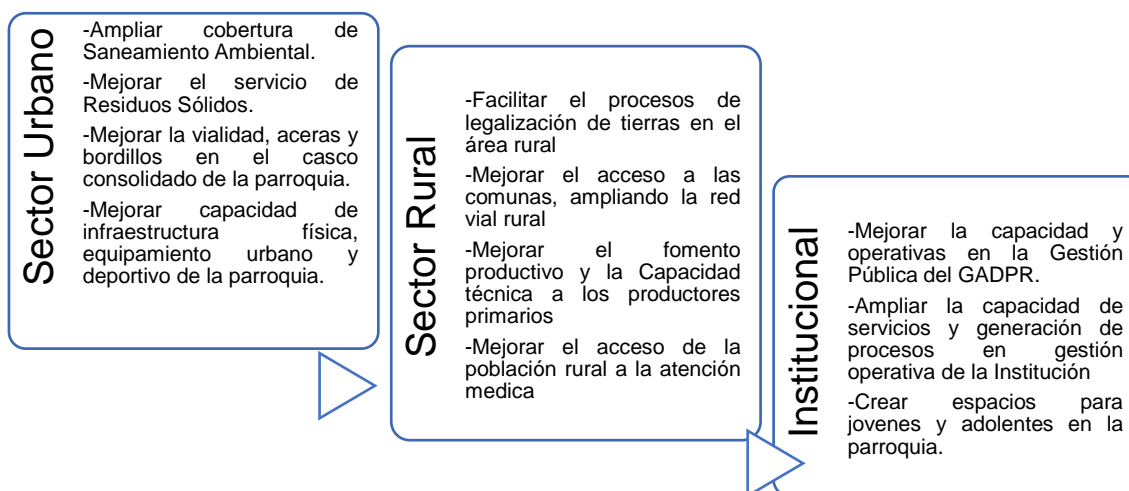 Sector Urbano
-Ampliar cobertura de
Saneamiento Ambiental.
-Mejorar el servicio de
Residuos Sólidos.
-Mejorar la vialidad, aceras y
bordillos en el casco
consolidado de la parroquia.
-Mejorar capacidad de
infraestructura física,
equipamiento urbano y
deportivo de la parroquia.
Sector Rural
-Facilitar el procesos de
legalización de tierras en el
área rural
-Mejorar el acceso a las
comunas, ampliando la red
vial rural
-Mejorar el fomento
productivo y la Capacidad
técnica a los productores
primarios
-Mejorar el acceso de la
población rural a la atención
medica
Institucional
-Mejorar la capacidad y
operativas en la Gestión
Pública del GADPR.
-Ampliar la capacidad de
servicios y generación de
procesos en gestión
operativa de la Institución
-Crear espacios para
jovenes y adolentes en la
parroquia.